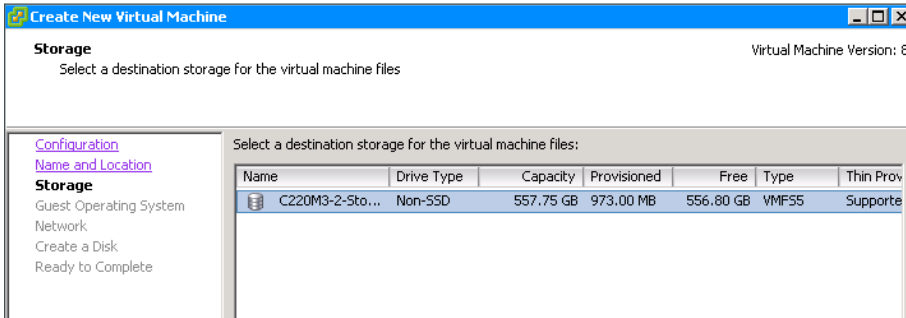 Create New Virtual Machine
Storage
Virtual Machine Version: 8
Select a destination storage for the virtual machine files
Configuration
Name and Location
Storage
Guest Operating System
Network
Create a Disk
Ready to Complete
Select a destination storage for the virtual machine files:
Name Drive Type Capacity Provisioned Free Type Thin Prov
C220M3-2-Sto... Non-SSD 557.75 GB 973.00 MB 556.80 GB VMFS5 Supporte